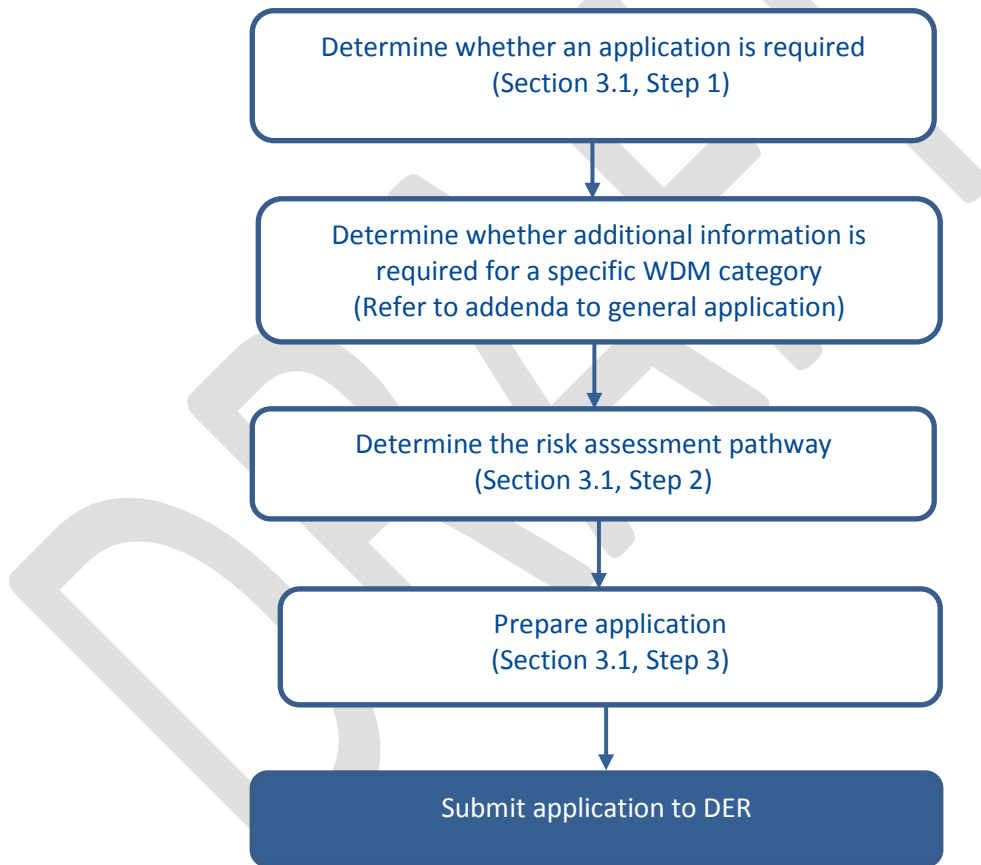 Determine whether an application is required
(Section 3.1, Step 1)
Determine whether additional information is
required for a specific WDM category
(Refer to addenda to general application)
Determine the risk assessment pathway
(Section 3.1, Step 2)
Prepare application
(Section 3.1, Step 3)
Submit application to DER
DRAFT